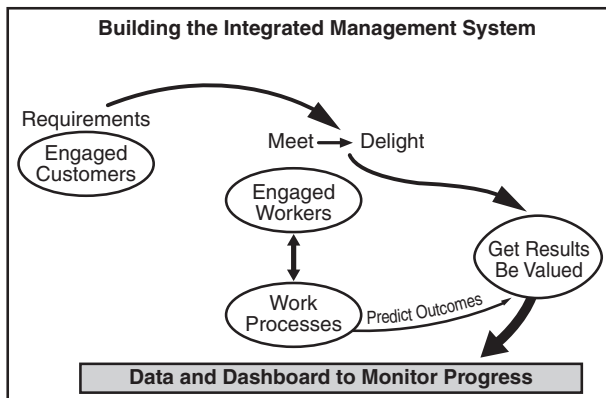 Building the Integrated Management System
Requirements
Engaged
Customers
Meet
Delight
Engaged
Workers
Get Results
Be Valued
Work
Processes
Predict Outcomes
Data and Dashboard to Monitor Progress